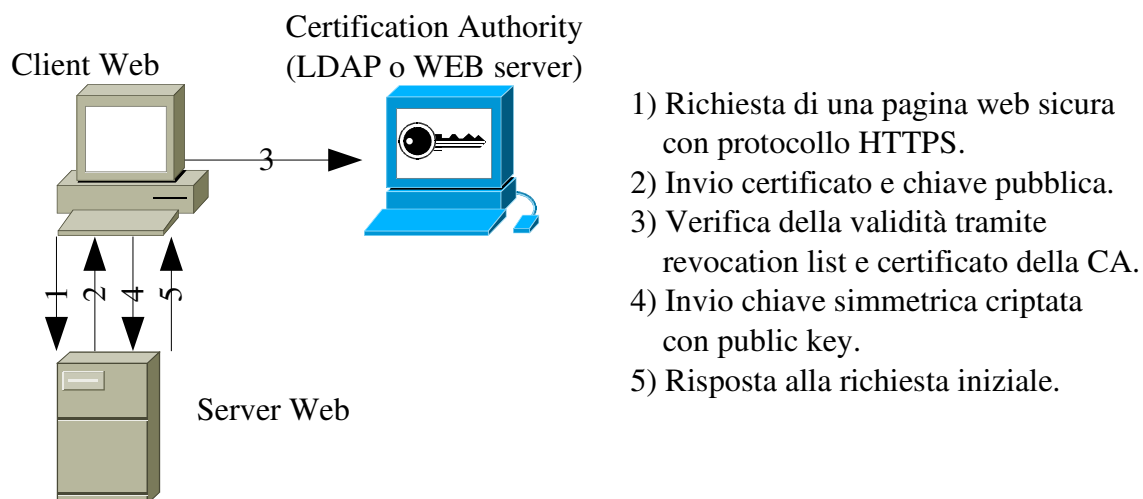 Certification Authority
(LDAP o WEB server)
Client Web
3
1
2
4
5
Server Web
1) Richiesta di una pagina web sicura
con protocollo HTTPS.
2) Invio certificato e chiave pubblica.
3) Verifica della validità tramite
revocation list e certificato della CA.
4) Invio chiave simmetrica criptata
con public key.
5) Risposta alla richiesta iniziale.